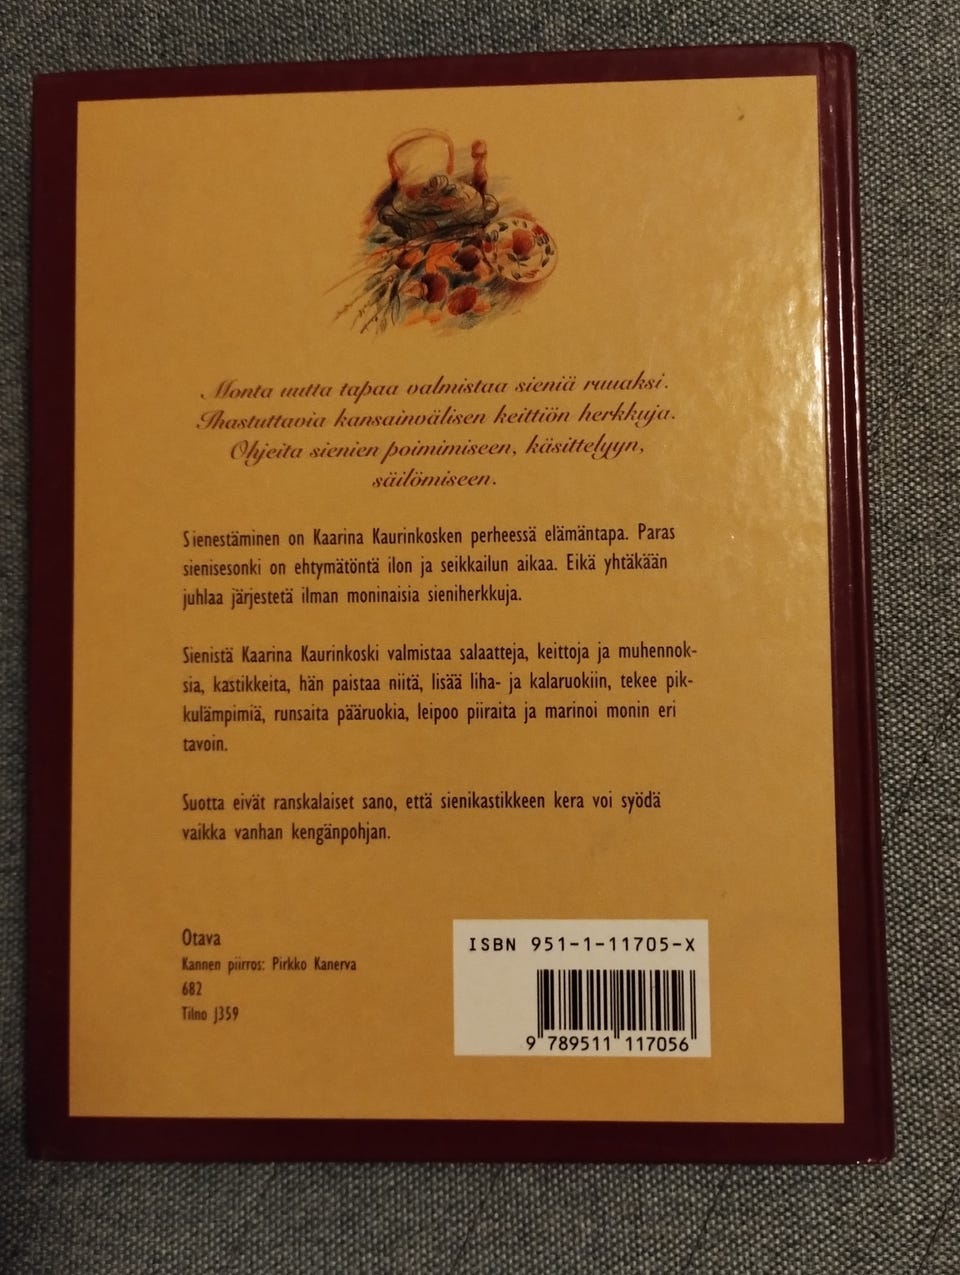 Monta uutta tapaa valmistaa sieniä ruuaksi.
Ihastuttavia kansainvälisen keittiön herkkuja.
Ohjeita sienien poimimiseen, käsittelyyn,
säilömiseen.
Sienestäminen on Kaarina Kaurinkosken perheessä elämäntapa. Paras
sienisesonki on ehtymätöntä ilon ja seikkailun aikaa. Eikä yhtäkään
juhlaa järjestetä ilman moninaisia sieniherkkuja.
Sienistä Kaarina Kaurinkoski valmistaa salaatteja, keittoja ja muhennok-
sia, kastikkeita, hän paistaa niitä, lisää liha- ja kalaruokiin, tekee pik-
kulämpimiä, runsaita pääruokia, leipoo piiraita ja marinoi monin eri
tavoin.
Suotta eivät ranskalaiset sano, että sienikastikkeen kera voi syödä
vaikka vanhan kengänpohjan.
Otava
Kannen piirros: Pirkko Kanerva
682
Tilno J359
ISBN 951-1-11705-X
9 789511 117056